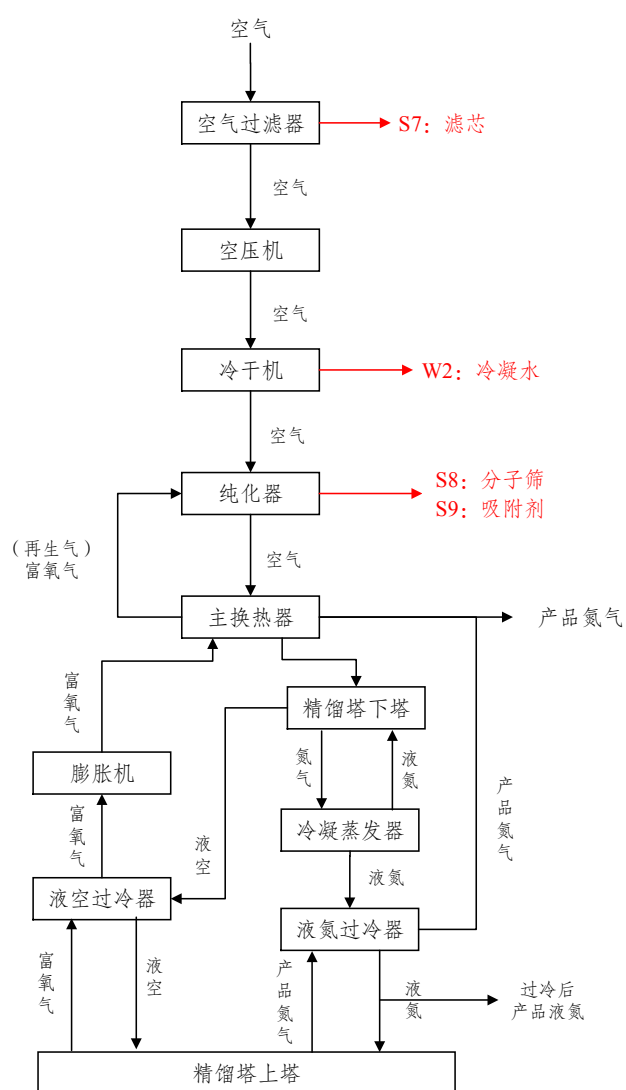 空气
空气过滤器
S7：滤芯
空气
空压机
空气
冷干机
W2：冷凝水
空气
纯化器
S8：分子筛
S9：吸附剂
（再生气）
富氧气
空气
主换热器
产品氮气
富氧气
精馏塔下塔
氮气
液氮
膨胀机
产品氮气
冷凝蒸发器
富氧气
液空
液氮
液空过冷器
液氮过冷器
富氧气
液空
产品氮气
液氮
过冷后
产品液氮
精馏塔上塔